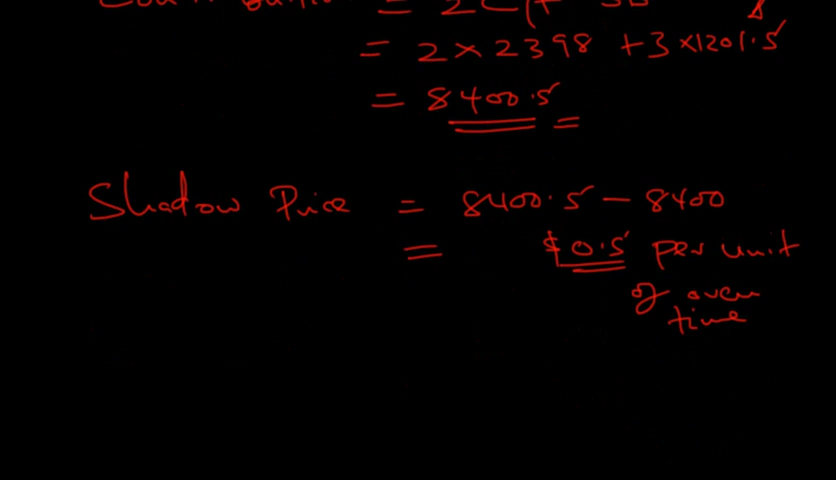 = 2 × 2398 + 3 × 1201.5
= 8400.5 =
Shadow Price = 8400.5 - 8400
= $0.5 per unit
of over
time